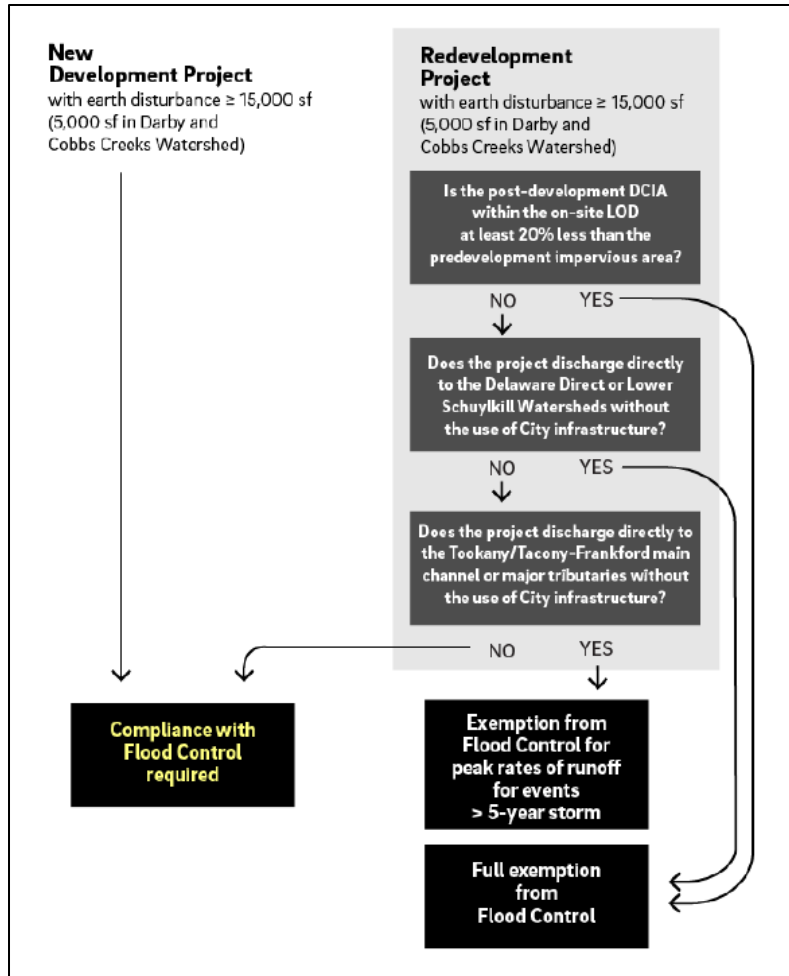 New
Development Project
with earth disturbance ≥ 15,000 sf
(5,000 sf in Darby and
Cobbs Creeks Watershed)
Redevelopment
Project
with earth disturbance ≥ 15,000 sf
(5,000 sf in Darby and
Cobbs Creeks Watershed)
Is the post-development DCIA
within the on-site LOD
at least 20% less than the
predevelopment impervious area?
NO YES
Does the project discharge directly
to the Delaware Direct or Lower
Schuylkill Watersheds without
the use of City infrastructure?
NO YES
Does the project discharge directly to
the Tookany/Tacony-Frankford main
channel or major tributaries without
the use of City infrastructure?
NO YES
Compliance with
Flood Control
required
Exemption from
Flood Control for
peak rates of runoff
for events
> 5-year storm
Full exemption
from
Flood Control